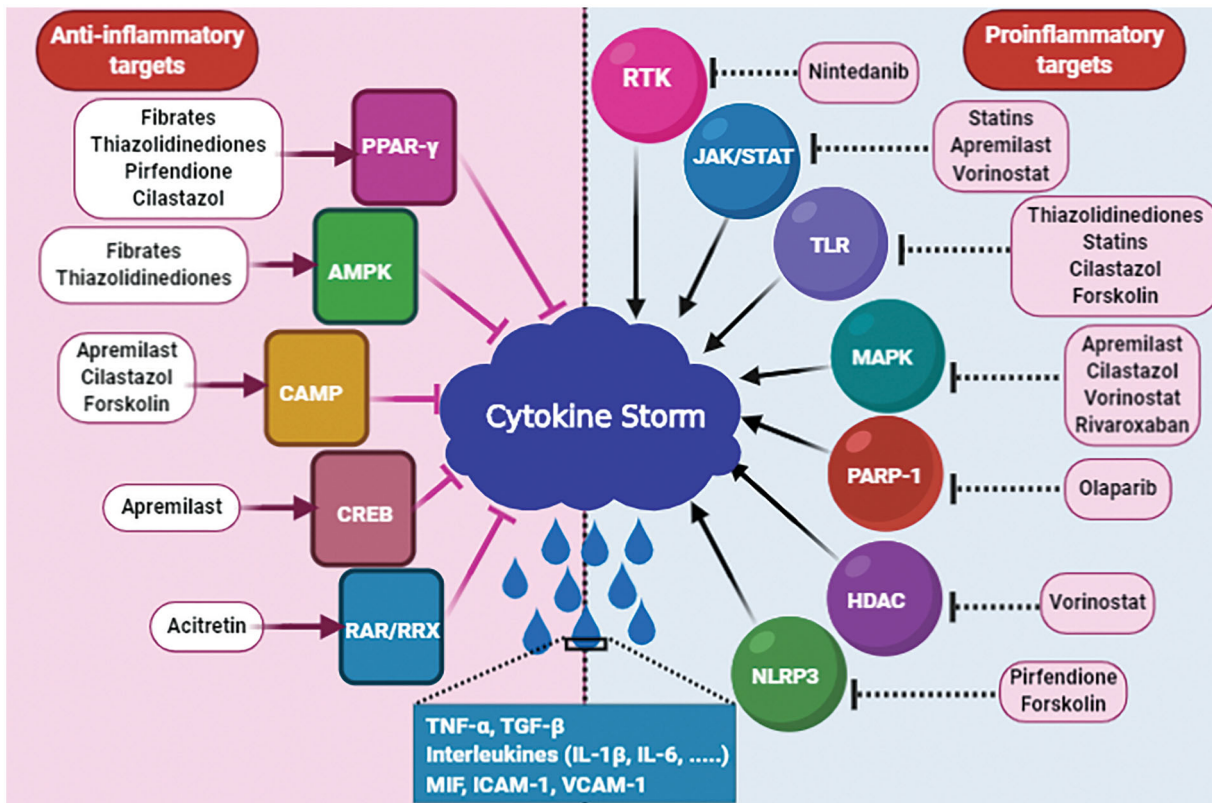 Anti-inflammatory
targets
Fibrates
Thiazolidinediones
Pirfendione
Cilastazol
PPAR-γ
Fibrates
Thiazolidinediones
AMPK
Apremilast
Cilastazol
Forskolin
CAMP
Apremilast
CREB
Acitretin
RAR/RRX
Cytokine Storm
TNF-α, TGF-β
Interleukines (IL-1β, IL-6, .....)
MIF, ICAM-1, VCAM-1
Proinflammatory
targets
RTK
Nintedanib
JAK/STAT
Statins
Apremilast
Vorinostat
TLR
Thiazolidinediones
Statins
Cilastazol
Forskolin
MAPK
Apremilast
Cilastazol
Vorinostat
Rivaroxaban
PARP-1
Olaparib
HDAC
Vorinostat
NLRP3
Pirfendione
Forskolin